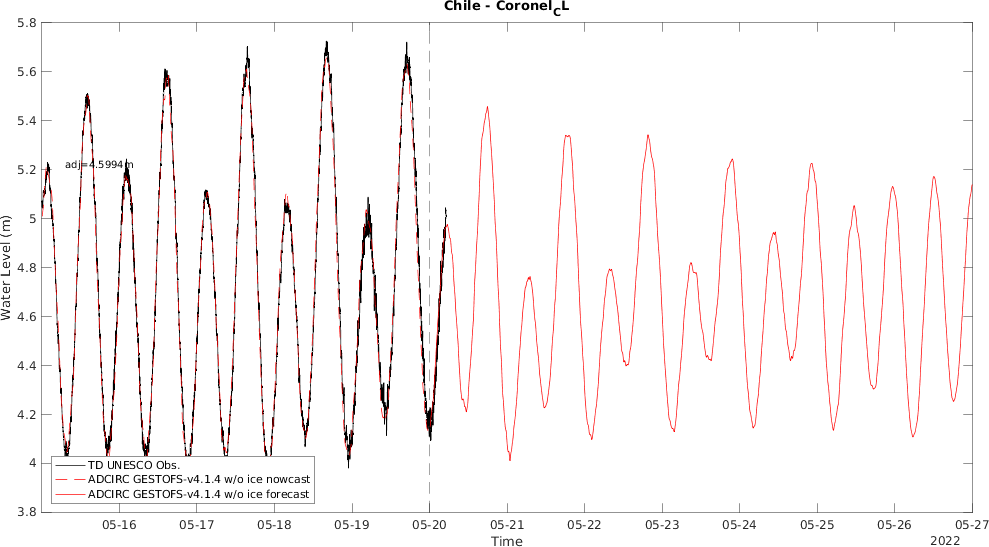 Chile - Coronel_CL
5.8
5.6
5.4
5.2
5
4.8
4.6
4.4
4.2
4
3.8
Water Level (m)
adj=4.5994m
TD UNESCO Obs.
ADCIRC GESTOFS-v4.1.4 w/o ice nowcast
ADCIRC GESTOFS-v4.1.4 w/o ice forecast
05-16 05-17 05-18 05-19 05-20 05-21 05-22 05-23 05-24 05-25 05-26 05-27
Time
2022